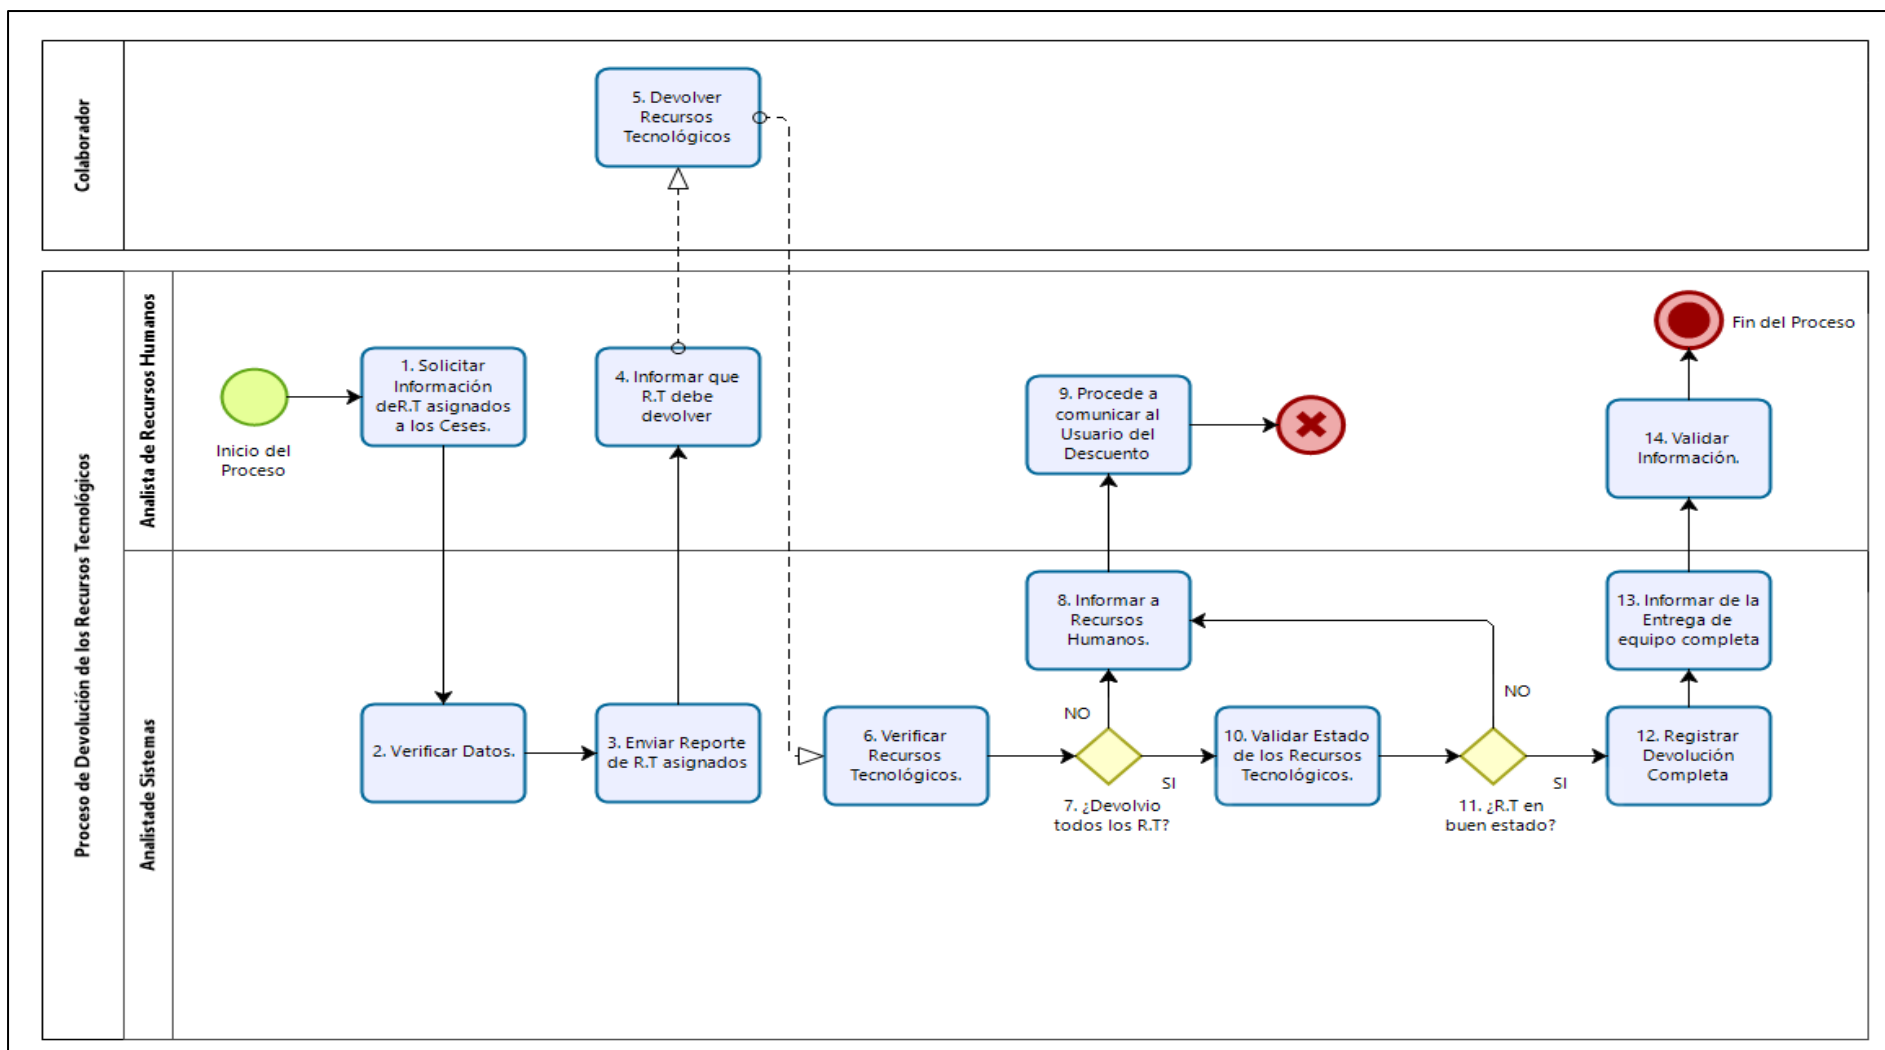 Colaborador
5. Devolver
Recursos
Tecnológicos
Proceso de Devolución de los Recursos Tecnológicos
Analista de Recursos Humanos
Inicio del
Proceso
1. Solicitar
Información
deR.T asignados
a los Ceses.
4. Informar que
R.T debe
devolver
9. Procede a
comunicar al
Usuario del
Descuento
Fin del Proceso
14. Validar
Información.
Analistade Sistemas
2. Verificar Datos.
3. Enviar Reporte
de R.T asignados
6. Verificar
Recursos
Tecnológicos.
8. Informar a
Recursos
Humanos.
NO
SI
7. ¿Devolvio
todos los R.T?
10. Validar Estado
de los Recursos
Tecnológicos.
NO
SI
11. ¿R.T en
buen estado?
12. Registrar
Devolución
Completa
13. Informar de la
Entrega de
equipo completa